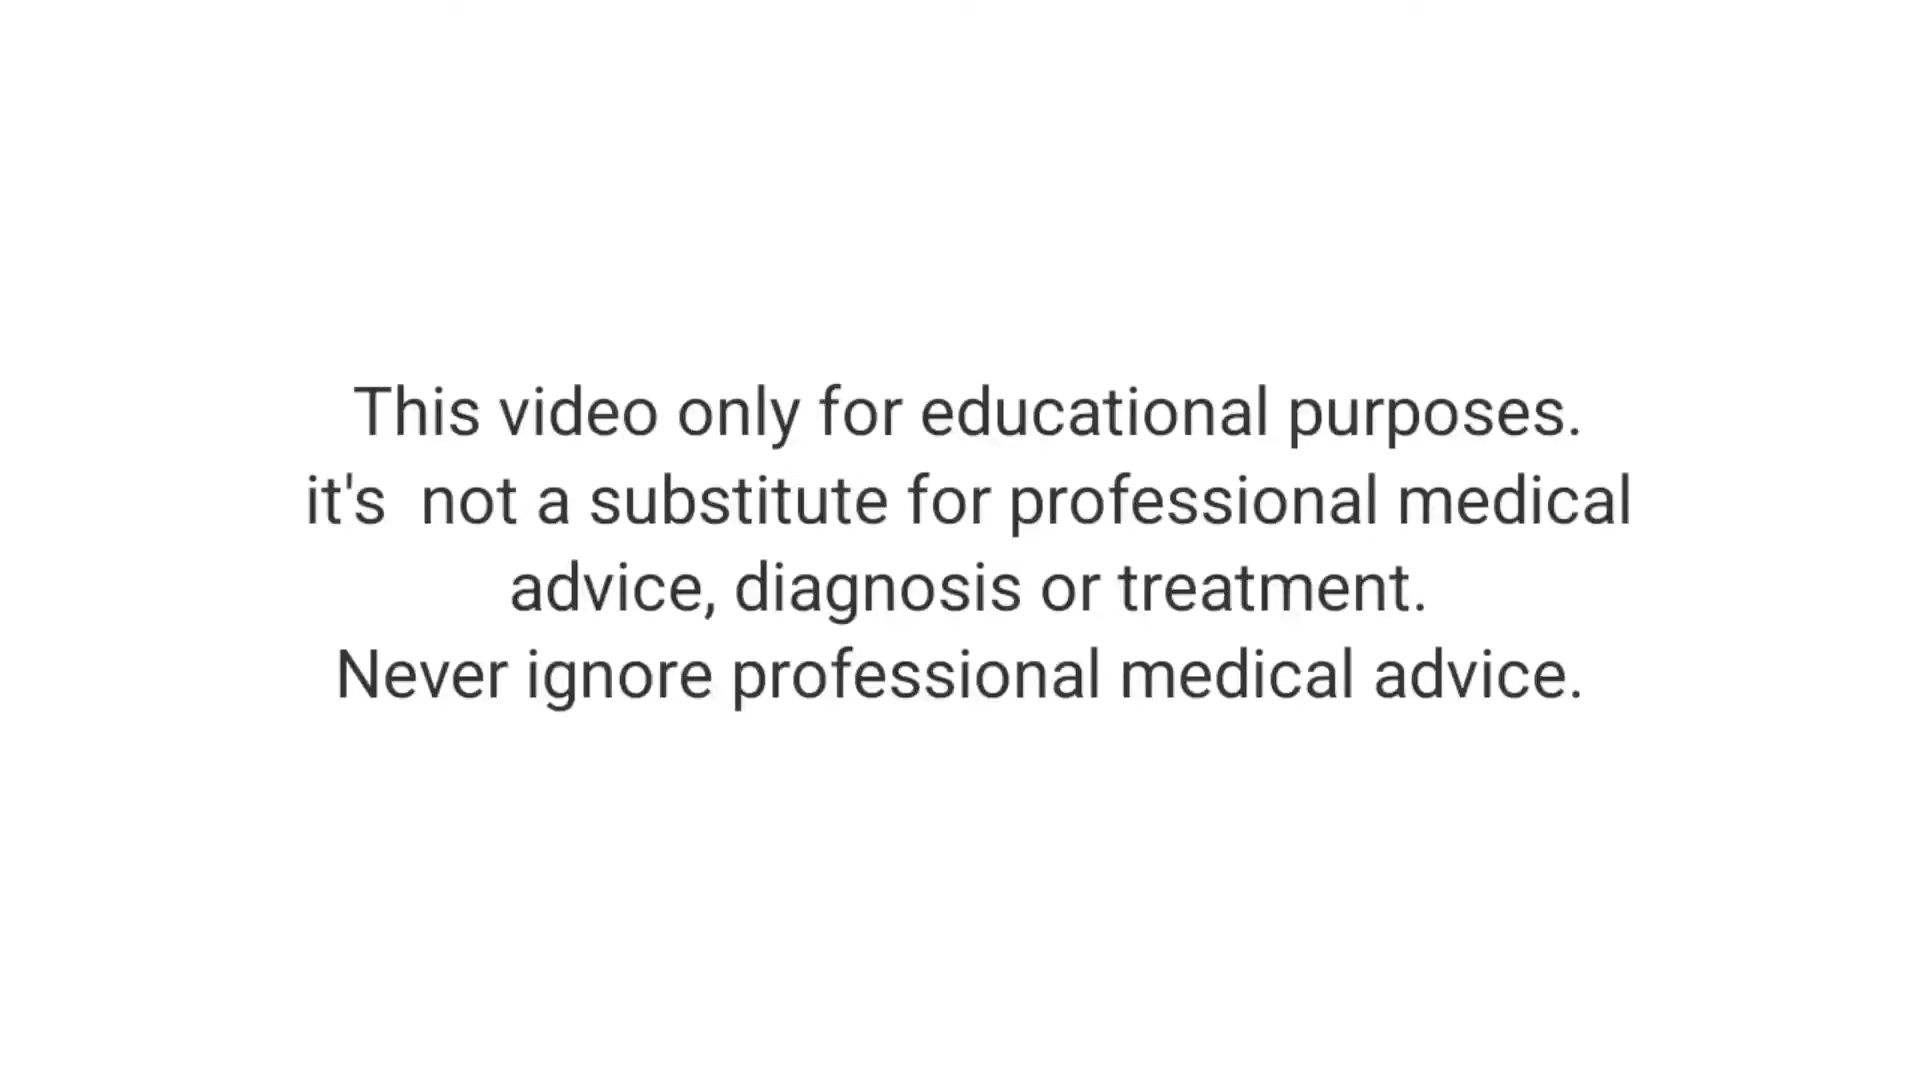 This video only for educational purposes.
it's  not a substitute for professional medical
advice, diagnosis or treatment.
Never ignore professional medical advice.